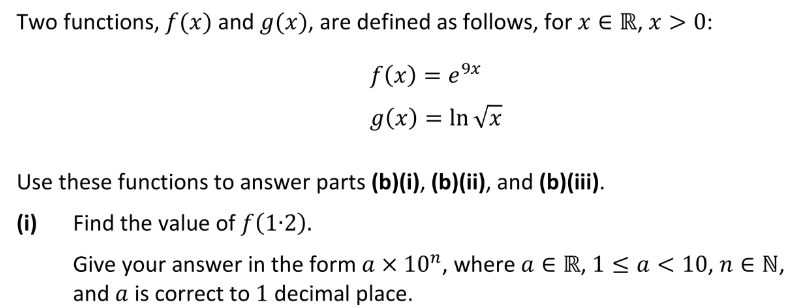 Two functions, f(x) and g(x), are defined as follows, for x ∈ ℝ, x > 0:
f(x) = e⁹ˣ
g(x) = ln √x
Use these functions to answer parts (b)(i), (b)(ii), and (b)(iii).
(i) Find the value of f(1·2).
Give your answer in the form a × 10ⁿ, where a ∈ ℝ, 1 ≤ a < 10, n ∈ ℕ,
and a is correct to 1 decimal place.